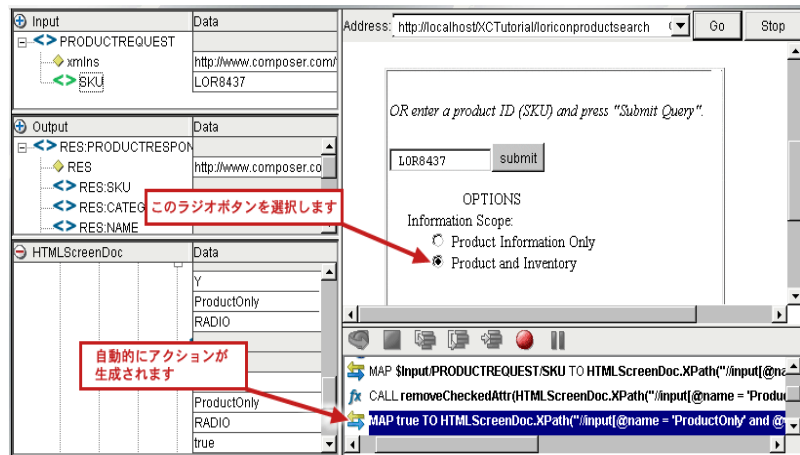 Input
Data
PRODUCTREQUEST
xmlns
http://www.composer.com/
SKU
LOR8437
Output
Data
RES:PRODUCTRESPON
RES
http://www.composer.co
RES:SKU
RES:CATEG
RES:NAME
HTMLScreenDoc
Data
Y
ProductOnly
RADIO
ProductOnly
RADIO
true
Address:
http://localhost/XCTutorial/loriconproductsearch
Go
Stop
OR enter a product ID (SKU) and press "Submit Query".
LOR8437
submit
OPTIONS
Information Scope:
Product Information Only
Product and Inventory
このラジオボタンを選択します
自動的にアクションが
生成されます
MAP $Input/PRODUCTREQUEST/SKU TO HTMLScreenDoc.XPath("//input[@na
fx CALL removeCheckedAttr(HTMLScreenDoc.XPath("//input[@name = 'Produ
MAP true TO HTMLScreenDoc.XPath("//input[@name = 'ProductOnly' and @